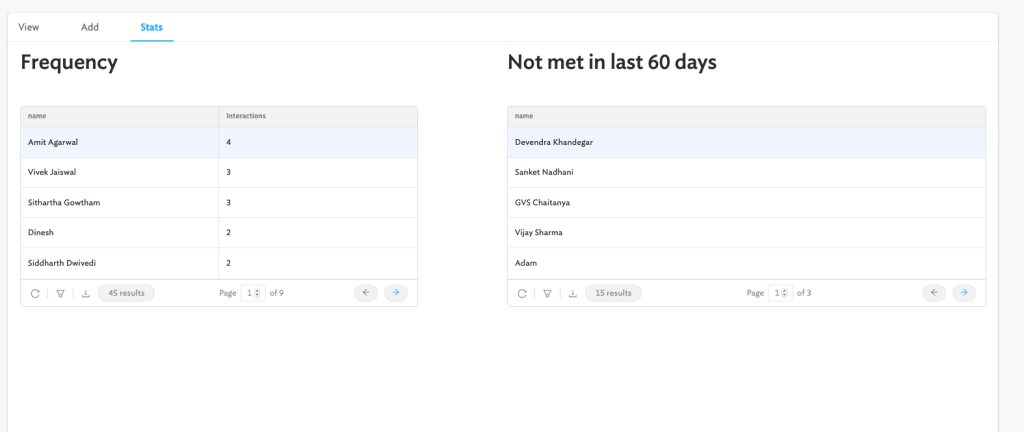 View Add Stats
Frequency
name Interactions
Amit Agarwal 4
Vivek Jaiswal 3
Sithartha Gowtham 3
Dinesh 2
Siddharth Dwivedi 2
45 results Page 1 of 9
Not met in last 60 days
name
Devendra Khandegar
Sanket Nadhani
GVS Chaitanya
Vijay Sharma
Adam
15 results Page 1 of 3